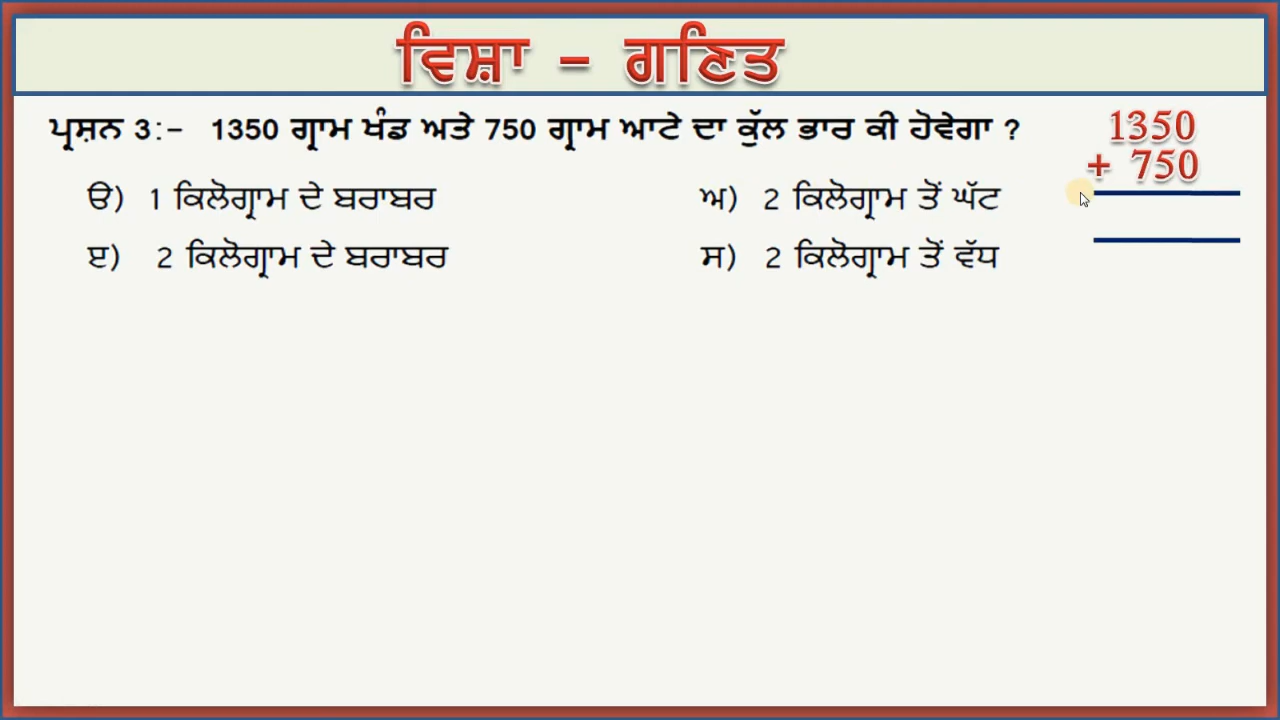 ਵਿਸ਼ਾ – ਗਣਿਤ
ਪ੍ਰਸ਼ਨ 3:– 1350 ਗ੍ਰਾਮ ਖੰਡ ਅਤੇ 750 ਗ੍ਰਾਮ ਆਟੇ ਦਾ ਕੁੱਲ ਭਾਰ ਕੀ ਹੋਵੇਗਾ ?
ੳ) 1 ਕਿਲੋਗ੍ਰਾਮ ਦੇ ਬਰਾਬਰ
ਅ) 2 ਕਿਲੋਗ੍ਰਾਮ ਤੋਂ ਘੱਟ
ੲ) 2 ਕਿਲੋਗ੍ਰਾਮ ਦੇ ਬਰਾਬਰ
ਸ) 2 ਕਿਲੋਗ੍ਰਾਮ ਤੋਂ ਵੱਧ
1350
+ 750